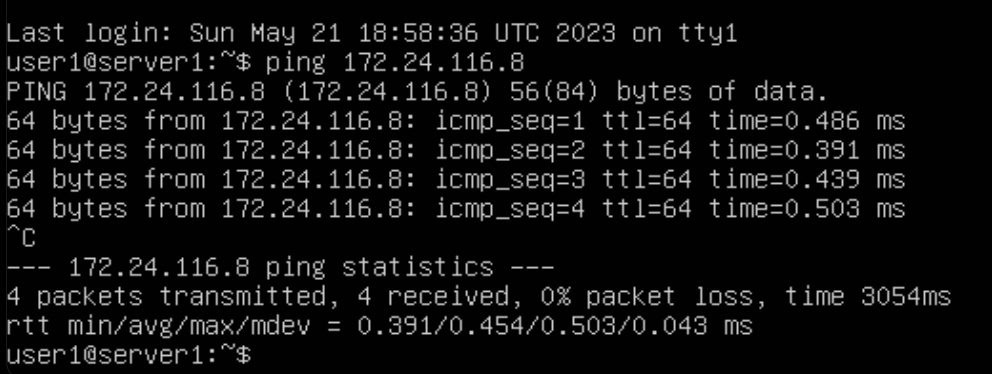 Last login: Sun May 21 18:58:36 UTC 2023 on tty1
user1@server1:~$ ping 172.24.116.8
PING 172.24.116.8 (172.24.116.8) 56(84) bytes of data.
64 bytes from 172.24.116.8: icmp_seq=1 ttl=64 time=0.486 ms
64 bytes from 172.24.116.8: icmp_seq=2 ttl=64 time=0.391 ms
64 bytes from 172.24.116.8: icmp_seq=3 ttl=64 time=0.439 ms
64 bytes from 172.24.116.8: icmp_seq=4 ttl=64 time=0.503 ms
^C
--- 172.24.116.8 ping statistics ---
4 packets transmitted, 4 received, 0% packet loss, time 3054ms
rtt min/avg/max/mdev = 0.391/0.454/0.503/0.043 ms
user1@server1:~$